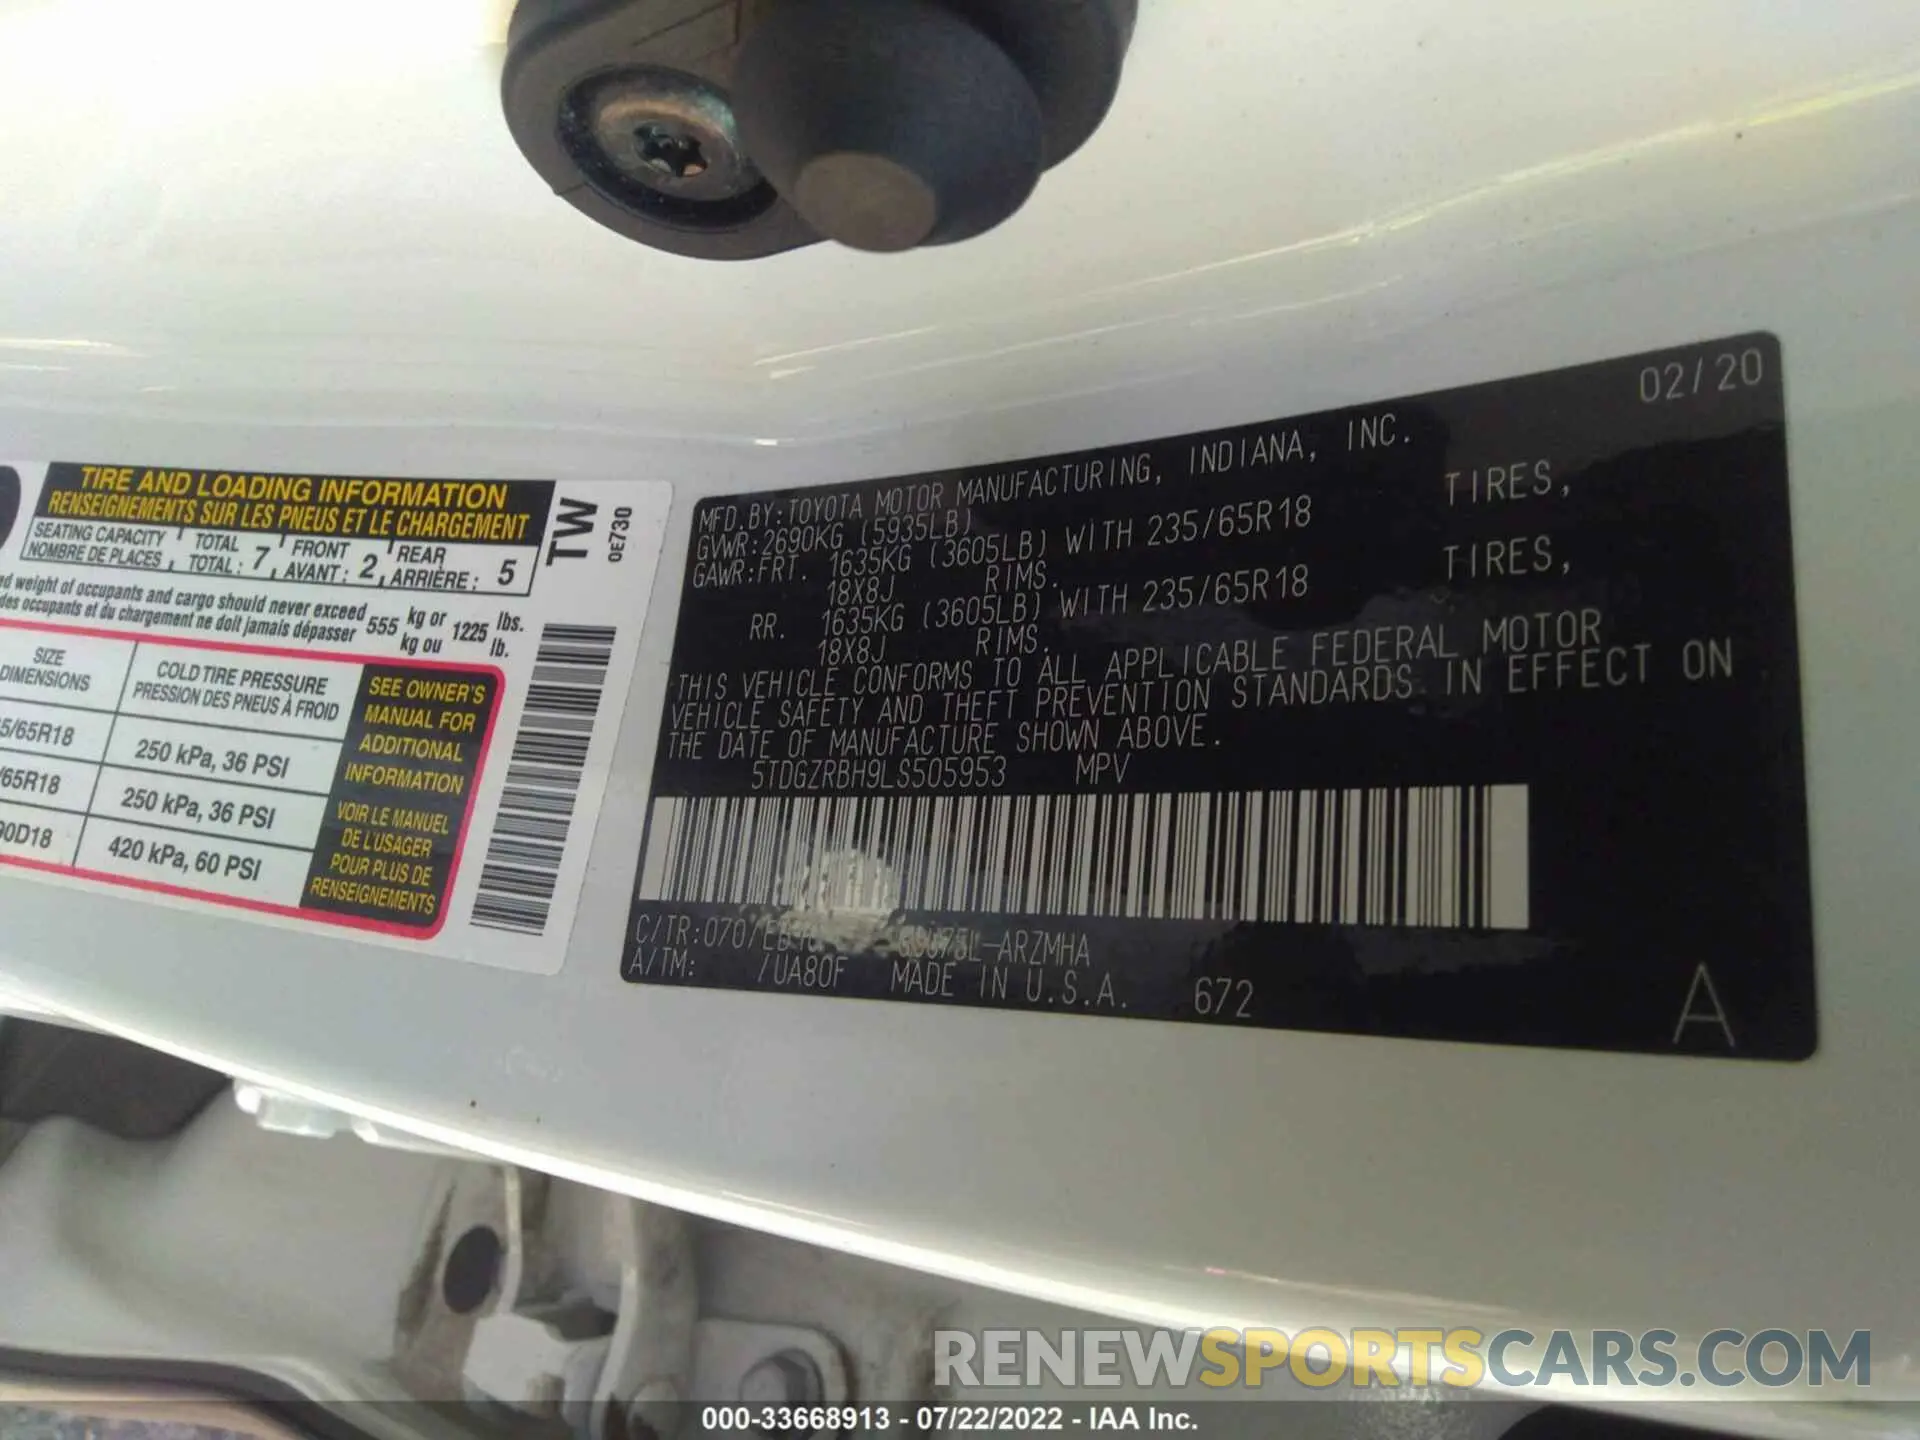 TIRE AND LOADING INFORMATION
RENSEIGNEMENTS SUR LES PNEUS ET LE CHARGEMENT
SEATING CAPACITY TOTAL FRONT REAR
NOMBRE DE PLACES, TOTAL: 7, AVANT: 2, ARRIÈRE: 5
weight of occupants and cargo should never exceed 555 kg or 1225 lbs.
des occupants et du chargement ne doit jamais dépasser kg ou lb.
SIZE
DIMENSIONS
COLD TIRE PRESSURE
PRESSION DES PNEUS À FROID
5/65R18 250 kPa, 36 PSI
/65R18 250 kPa, 36 PSI
90D18 420 kPa, 60 PSI
SEE OWNER'S
MANUAL FOR
ADDITIONAL
INFORMATION
VOIR LE MANUEL
DE L'USAGER
POUR PLUS DE
RENSEIGNEMENTS
TW
0E730
02/20
MFD.BY:TOYOTA MOTOR MANUFACTURING, INDIANA, INC.
GVWR:2690KG (5935LB)
GAWR:FRT. 1635KG (3605LB) WITH 235/65R18 TIRES,
18X8J RIMS.
RR. 1635KG (3605LB) WITH 235/65R18 TIRES,
18X8J RIMS.
THIS VEHICLE CONFORMS TO ALL APPLICABLE FEDERAL MOTOR
VEHICLE SAFETY AND THEFT PREVENTION STANDARDS IN EFFECT ON
THE DATE OF MANUFACTURE SHOWN ABOVE.
5TDGZRBH9LS505953 MPV
C/TR:070/ -ARZMHA
A/TM: /UA80F MADE IN U.S.A. 672
A
RENEWSPORTSCARS.COM
000-33668913 - 07/22/2022 - IAA Inc.